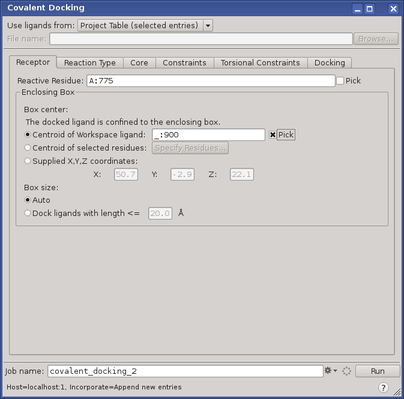 Covalent Docking
Use ligands from: Project Table (selected entries)
File name: Browse...
Receptor Reaction Type Core Constraints Torsional Constraints Docking
Reactive Residue: A:775 Pick
Enclosing Box
Box center:
The docked ligand is confined to the enclosing box.
Centroid of Workspace ligand: _:900 Pick
Centroid of selected residues: Specify Residues...
Supplied X,Y,Z coordinates:
X: 50.7 Y: -2.9 Z: 22.1
Box size:
Auto
Dock ligands with length <= 20.0 Å
Job name: covalent_docking_2 Run
Host=localhost:1, Incorporate=Append new entries ?